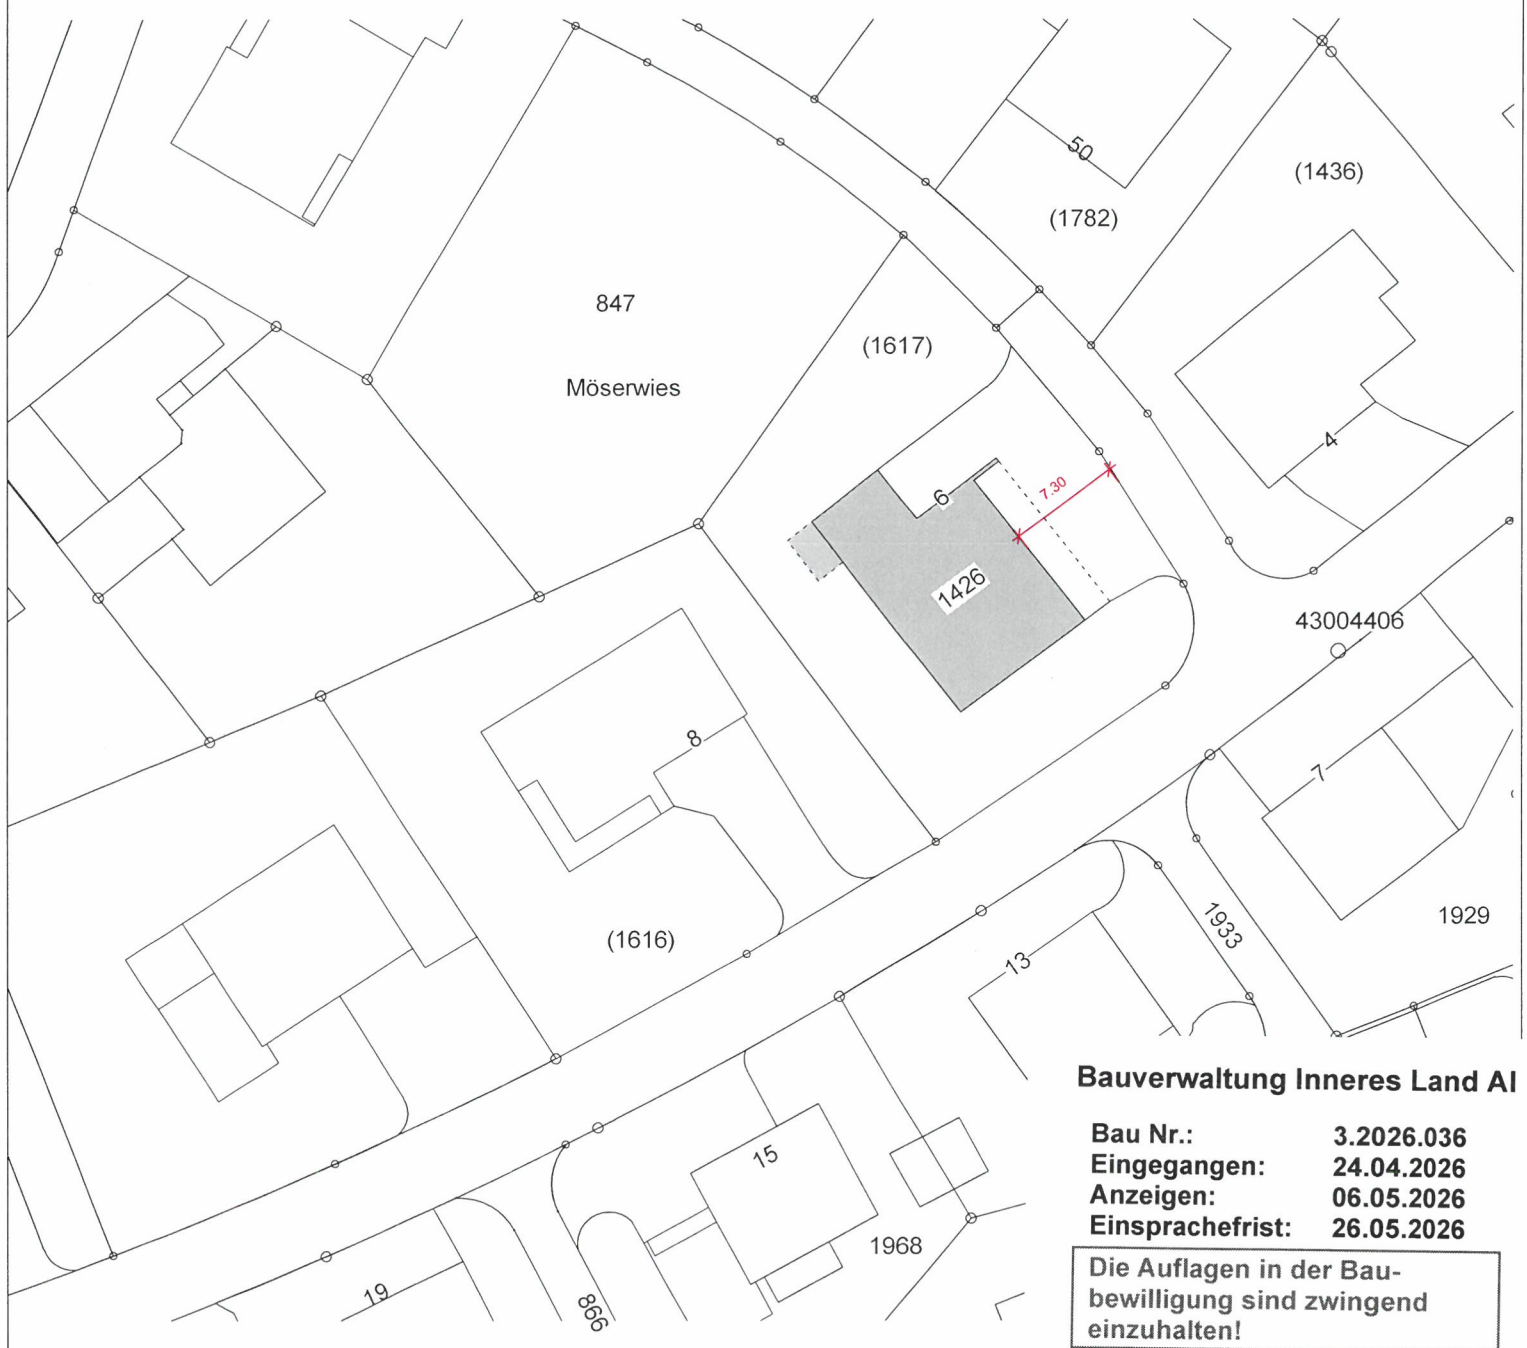 50
(1436)
(1782)
847
(1617)
Möserwies
4
6
7.30
1426
43004406
8
7
(1616)
1933
1929
13
15
1968
19
866
Bauverwaltung Inneres Land AI
Bau Nr.: 3.2026.036
Eingegangen: 24.04.2026
Anzeigen: 06.05.2026
Einsprachefrist: 26.05.2026
Die Auflagen in der Bau-
bewilligung sind zwingend
einzuhalten!